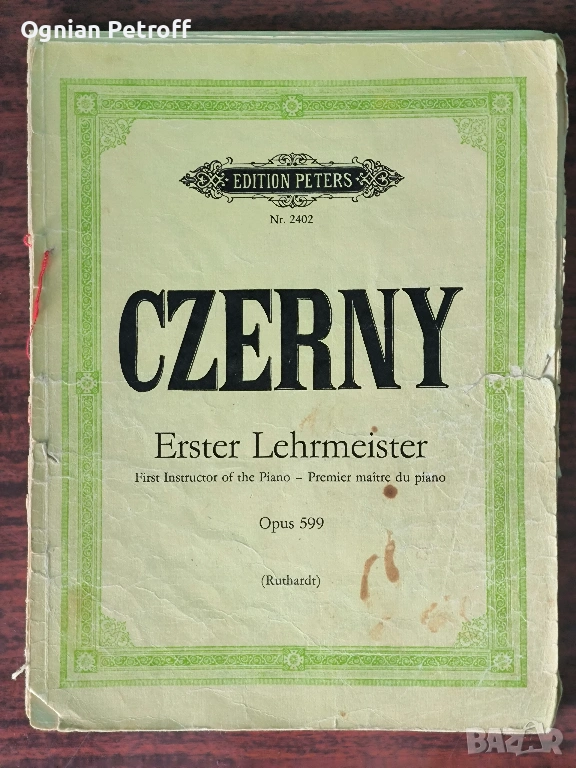 Ognian Petroff
EDITION PETERS
Nr. 2402
CZERNY
Erster Lehrmeister
First Instructor of the Piano – Premier maître du piano
Opus 599
(Ruthardt)
BAZAR